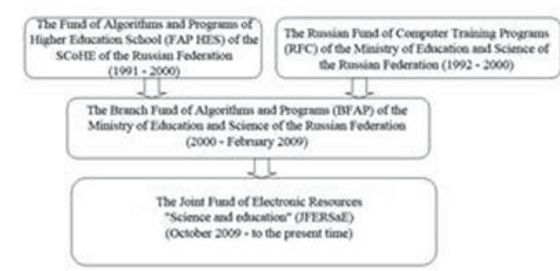 The Fund of Algorithms and Programs of
Higher Education School (FAP HES) of the
SCoHE of the Russian Federation
(1991 - 2000)
The Russian Fund of Computer Training Programs
(RFC) of the Ministry of Education and Science of
the Russian Federation (1992 - 2000)
The Branch Fund of Algorithms and Programs (BFAP) of the
Ministry of Education and Science of the Russian Federation
(2000 - February 2009)
The Joint Fund of Electronic Resources
"Science and education" (JFERSaE)
(October 2009 - to the present time)